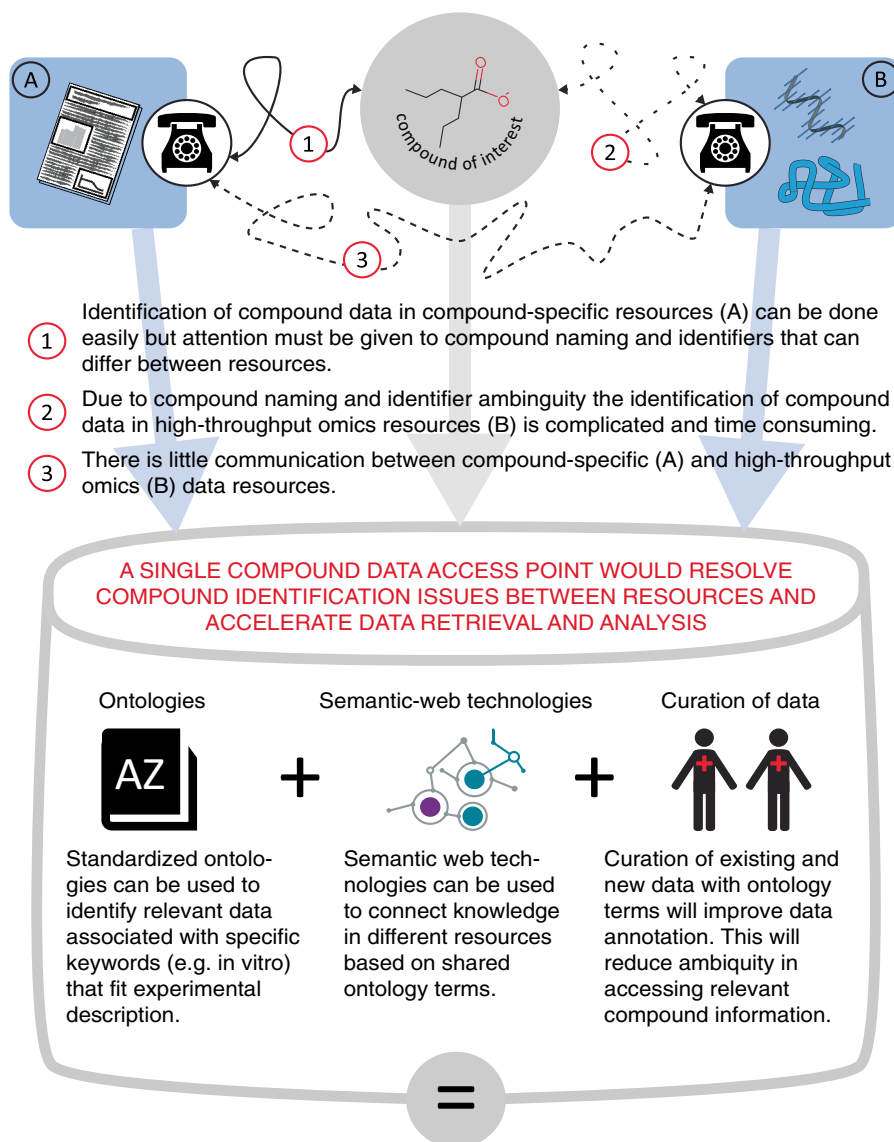 A
B
O
O-
compound of interest
1
2
3
1
Identification of compound data in compound-specific resources (A) can be done
easily but attention must be given to compound naming and identifiers that can
differ between resources.
2
Due to compound naming and identifier ambinguity the identification of compound
data in high-throughput omics resources (B) is complicated and time consuming.
3
There is little communication between compound-specific (A) and high-throughput
omics (B) data resources.
A SINGLE COMPOUND DATA ACCESS POINT WOULD RESOLVE
COMPOUND IDENTIFICATION ISSUES BETWEEN RESOURCES AND
ACCELERATE DATA RETRIEVAL AND ANALYSIS
Ontologies
AZ
Standardized ontolo-
gies can be used to
identify relevant data
associated with specific
keywords (e.g. in vitro)
that fit experimental
description.
+
Semantic-web technologies
Semantic web tech-
nologies can be used
to connect knowledge
in different resources
based on shared
ontology terms.
+
Curation of data
Curation of existing and
new data with ontology
terms will improve data
annotation. This will
reduce ambiquity in
accessing relevant
compound information.
=